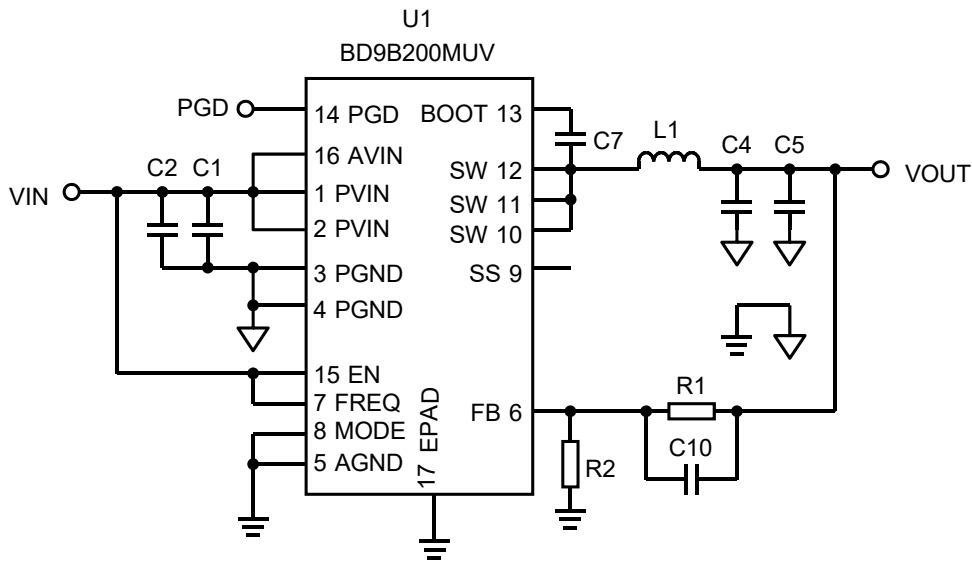 U1
BD9B200MUV
PGD
14 PGD
BOOT 13
C7
L1
C4
C5
16 AVIN
C2
C1
SW 12
VOUT
VIN
1 PVIN
SW 11
2 PVIN
SW 10
3 PGND
SS 9
4 PGND
15 EN
R1
7 FREQ
FB 6
8 MODE
C10
5 AGND
17 EPAD
R2